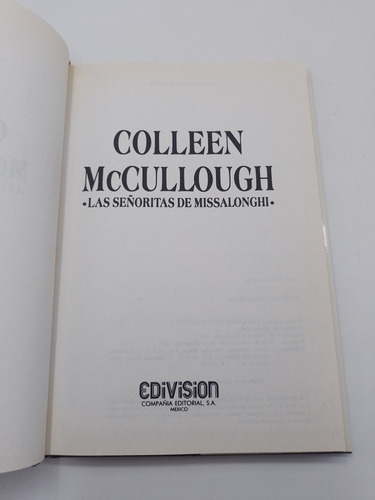 COLLEEN
McCULLOUGH
•LAS SEÑORITAS DE MISSALONGHI•
EDIVISION
COMPAÑIA EDITORIAL, S.A.
MEXICO